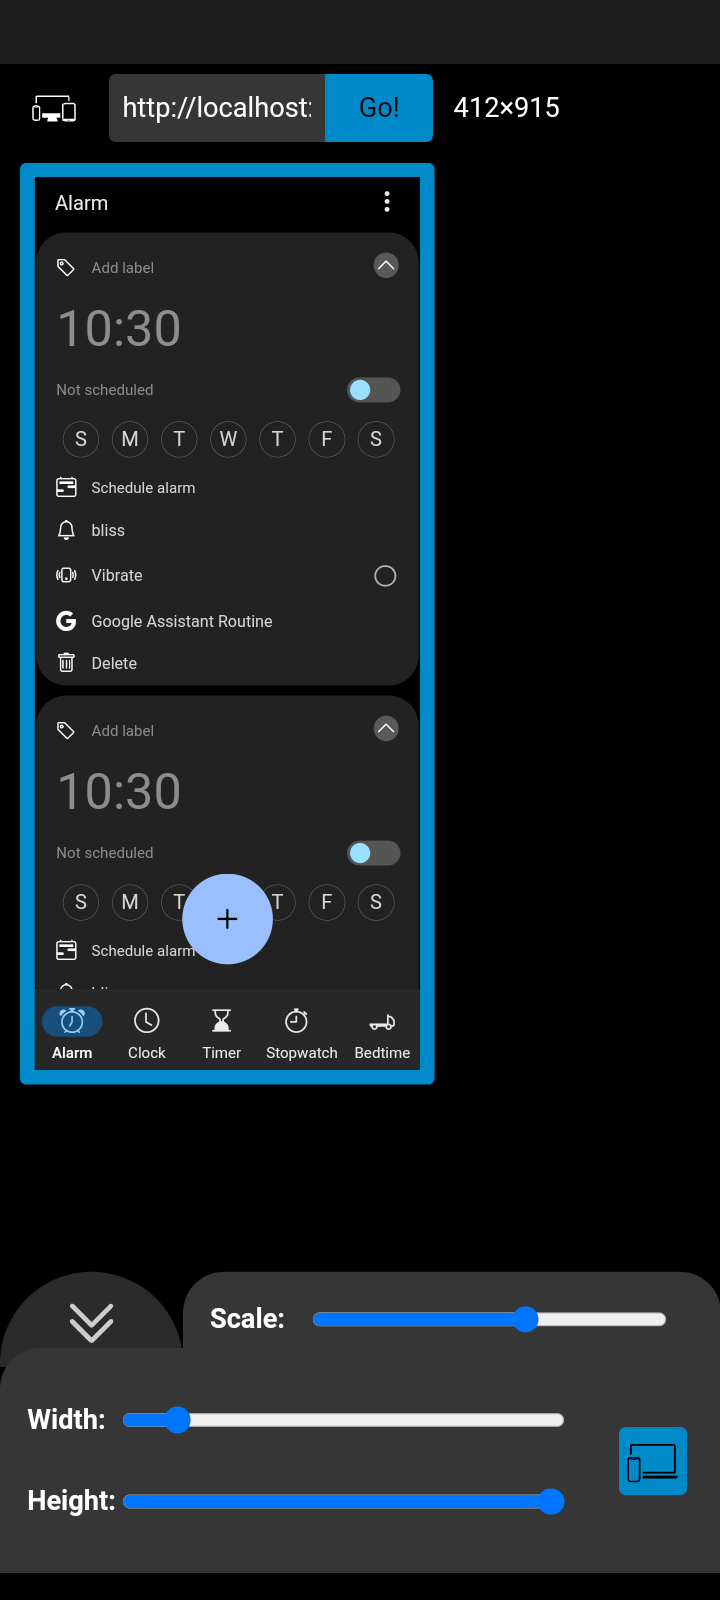 http://localhost:
Go!
412×915
Alarm
Add label
10:30
Not scheduled
S M T W T F S
Schedule alarm
bliss
Vibrate
Google Assistant Routine
Delete
Add label
10:30
Not scheduled
S M T T F S
Schedule alarm
Alarm Clock Timer Stopwatch Bedtime
Scale:
Width:
Height: